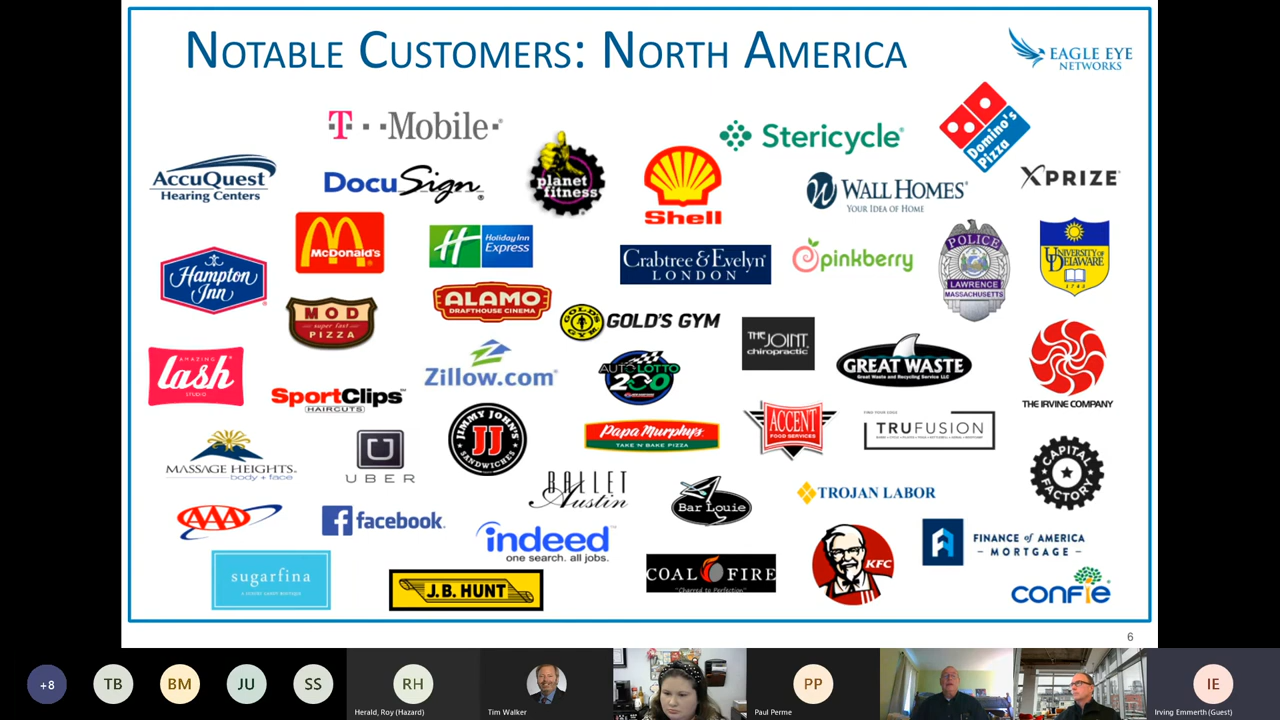 NOTABLE CUSTOMERS: NORTH AMERICA
EAGLE EYE
NETWORKS
T··Mobile·
Stericycle®
Domino's
Pizza
AccuQuest
Hearing Centers
DocuSign®
planet
fitness
Shell
WALL HOMES®
YOUR IDEA OF HOME
XPRIZE
McDonald's
Holiday Inn
Express
Crabtree & Evelyn®
LONDON
pinkberry
POLICE
LAWRENCE
MASSACHUSETTS
UNIVERSITY OF
DELAWARE
1743
Hampton
Inn®
MOD
super fast
PIZZA
ALAMO
DRAFTHOUSE CINEMA
GOLD'S GYM
GOLD'S GYM
THE JOINT
chiropractic
GREAT WASTE
Great Waste and Recycling Service LLC
THE IRVINE COMPANY
AMAZING
lash
STUDIO
SportClips
HAIRCUTS
Zillow.com®
AUTOLOTTO
200
JIMMY JOHN'S
JJ
SANDWICHES
Papa Murphy's
TAKE 'N' BAKE PIZZA
ACCENT
FOOD SERVICES
TRUFUSION
MASSAGE HEIGHTS®
body + face
U
UBER
BALLET
Austin
Bar Louie
TROJAN LABOR
CAPITAL
FACTORY
AAA
facebook
indeed™
one search. all jobs.
sugarfina
J.B. HUNT
COAL FIRE
"Charred to Perfection"
KFC
FINANCE of AMERICA
- MORTGAGE -
confie
6
+8
TB
BM
JU
SS
RH
Herald, Roy (Hazard)
Tim Walker
PP
Paul Perme
IE
Irving Emmerth (Guest)